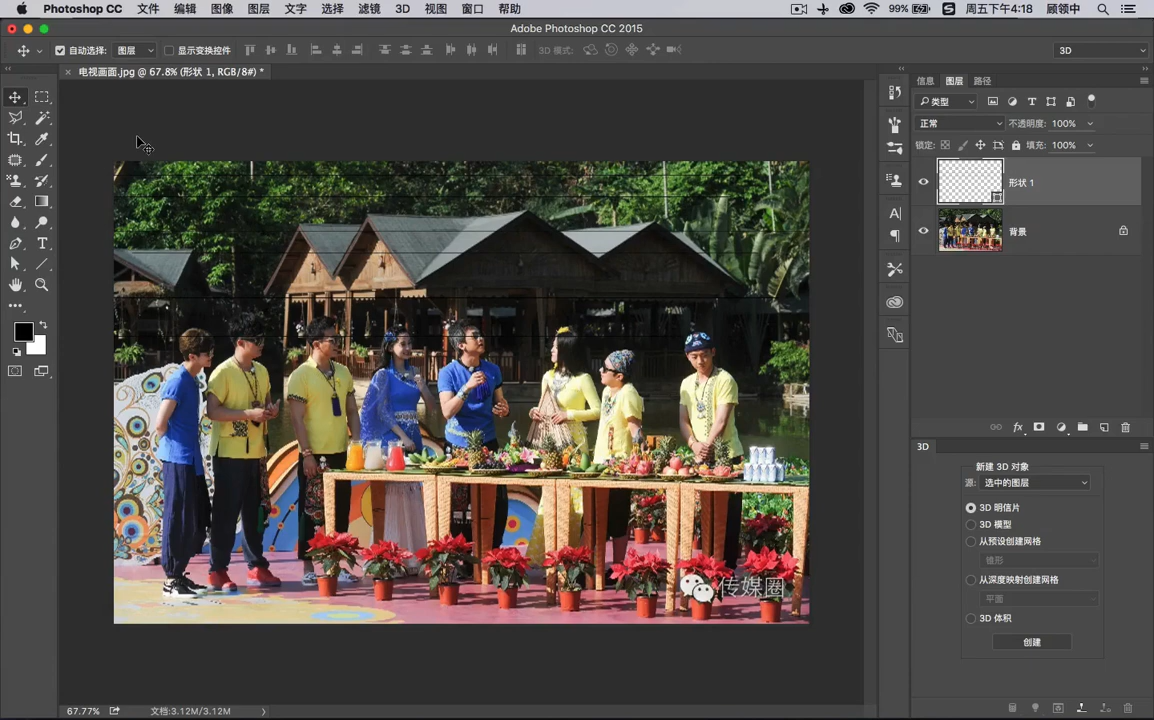 Photoshop CC 文件 编辑 图像 图层 文字 选择 滤镜 3D 视图 窗口 帮助 99% 周五下午4:18 顾领中
Adobe Photoshop CC 2015
自动选择: 图层 显示变换控件 3D 模式: 3D
电视画面.jpg @ 67.8% (形状 1, RGB/8#) *
信息 图层 路径
类型
正常 不透明度: 100%
锁定: 填充: 100%
形状 1
背景
3D
新建 3D 对象
源: 选中的图层
3D 明信片
3D 模型
从预设创建网格
锥形
从深度映射创建网格
平面
3D 体积
创建
传媒圈
67.77% 文档:3.12M/3.12M